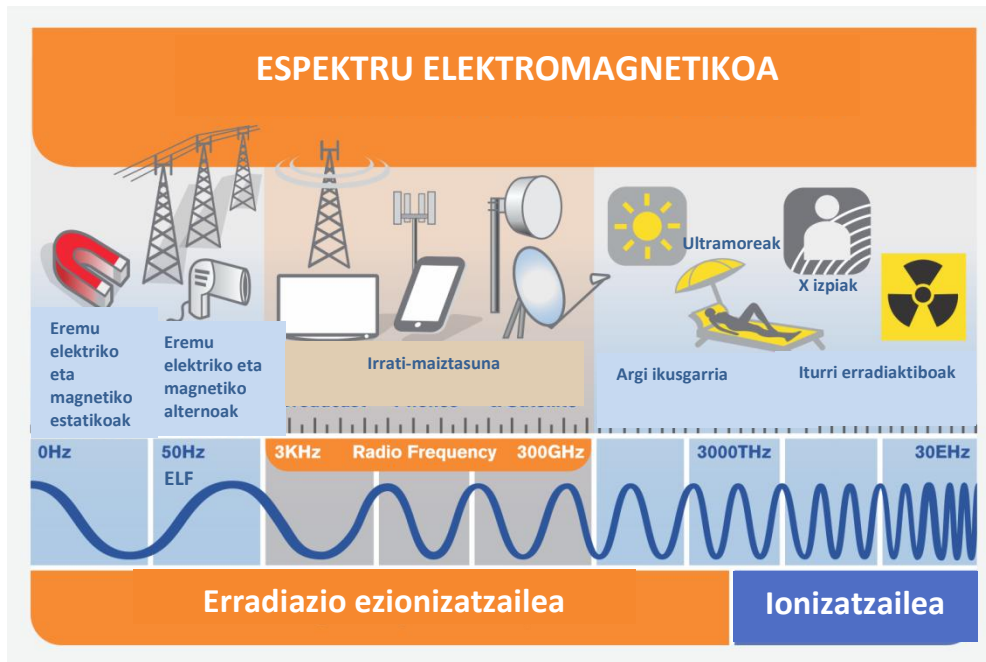 ESPEKTRU ELEKTROMAGNETIKOA
Ultramoreak
X izpiak
Eremu
elektriko
eta
magnetiko
estatikoak
Eremu
elektriko eta
magnetiko
alternoak
Irrati-maiztasuna
Argi ikusgarria
Iturri erradiaktiboak
0Hz
50Hz
ELF
3KHz
Radio Frequency
300GHz
3000THz
30EHz
Erradiazio ezionizatzailea
Ionizatzailea